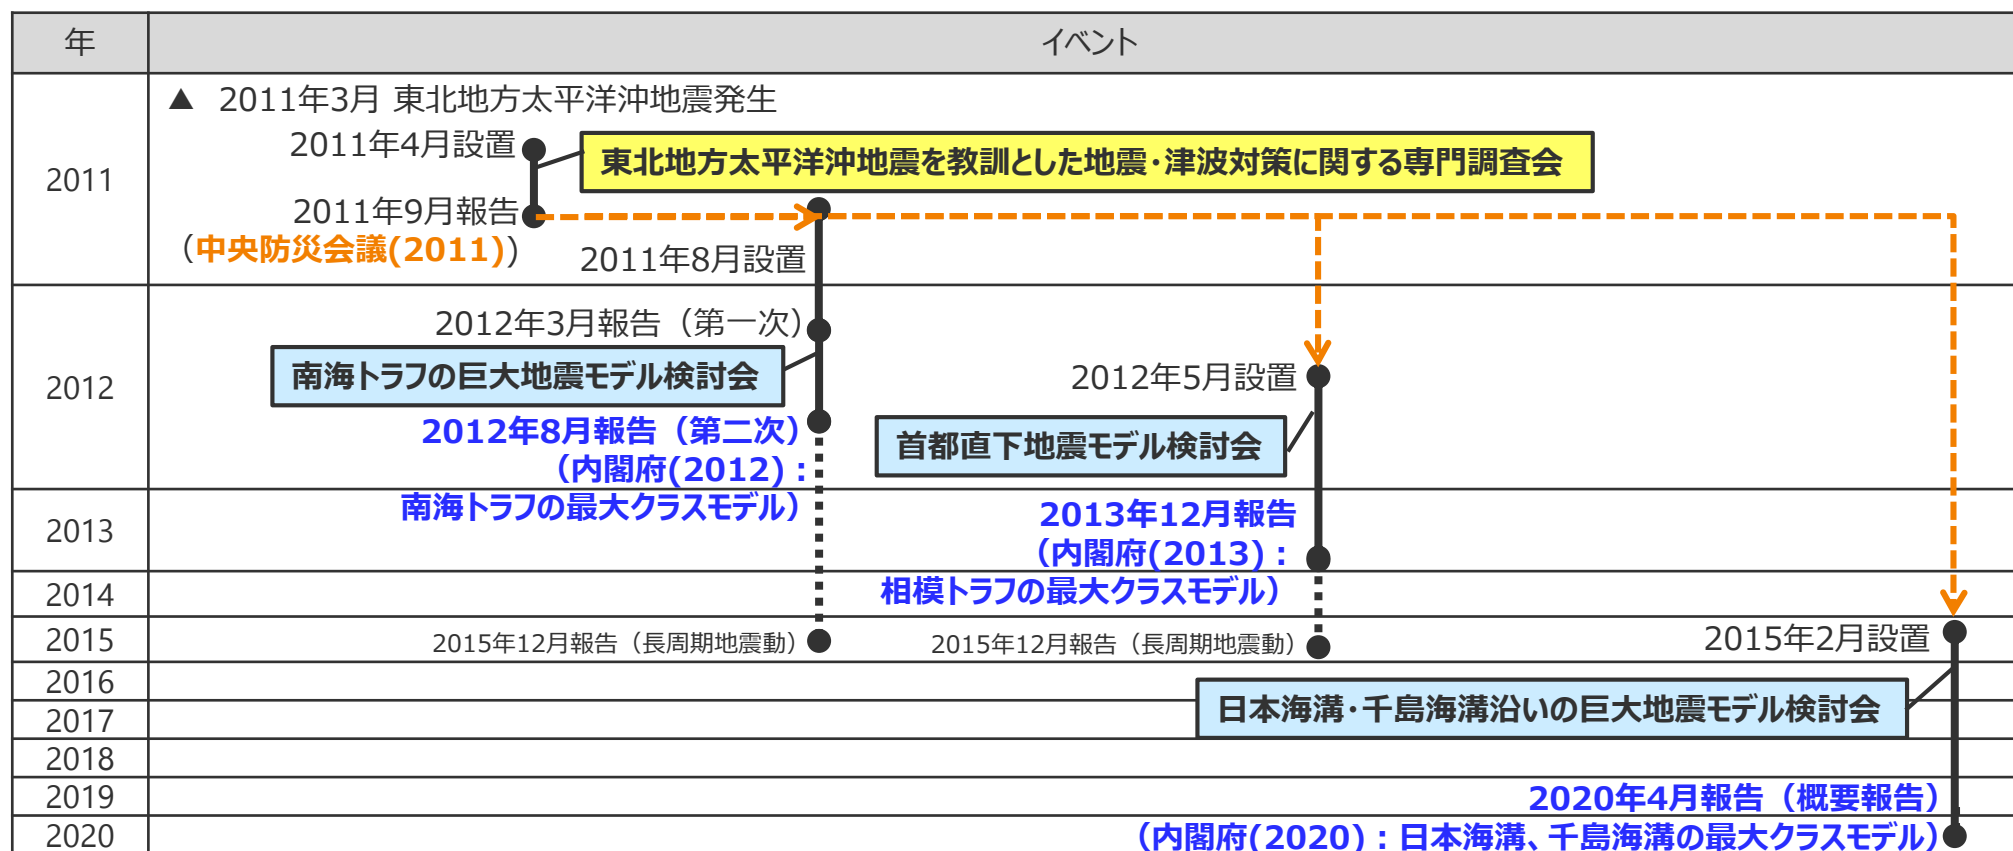 年
イベント
2011
▲ 2011年3月 東北地方太平洋沖地震発生
2011年4月設置
東北地方太平洋沖地震を教訓とした地震・津波対策に関する専門調査会
2011年9月報告
（中央防災会議(2011)）
2011年8月設置
2012
2012年3月報告（第一次）
南海トラフの巨大地震モデル検討会
2012年8月報告（第二次）
（内閣府(2012)：
南海トラフの最大クラスモデル）
2012年5月設置
首都直下地震モデル検討会
2013
2013年12月報告
（内閣府(2013)：
相模トラフの最大クラスモデル）
2014
2015
2015年12月報告（長周期地震動）
2015年12月報告（長周期地震動）
2015年2月設置
2016
日本海溝・千島海溝沿いの巨大地震モデル検討会
2017
2018
2019
2020年4月報告（概要報告）
2020
（内閣府(2020)：日本海溝、千島海溝の最大クラスモデル）